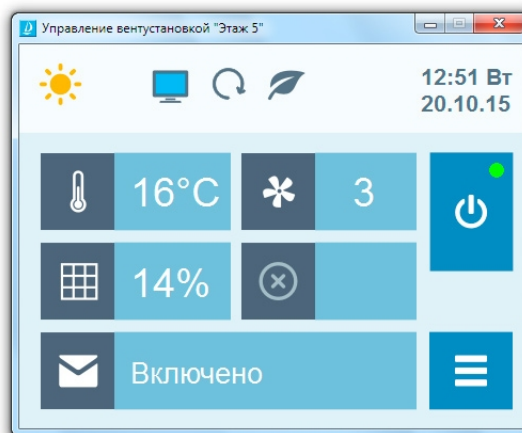 Управление вентустановкой "Этаж 5"
12:51 Вт
20.10.15
16°C
3
14%
Включено